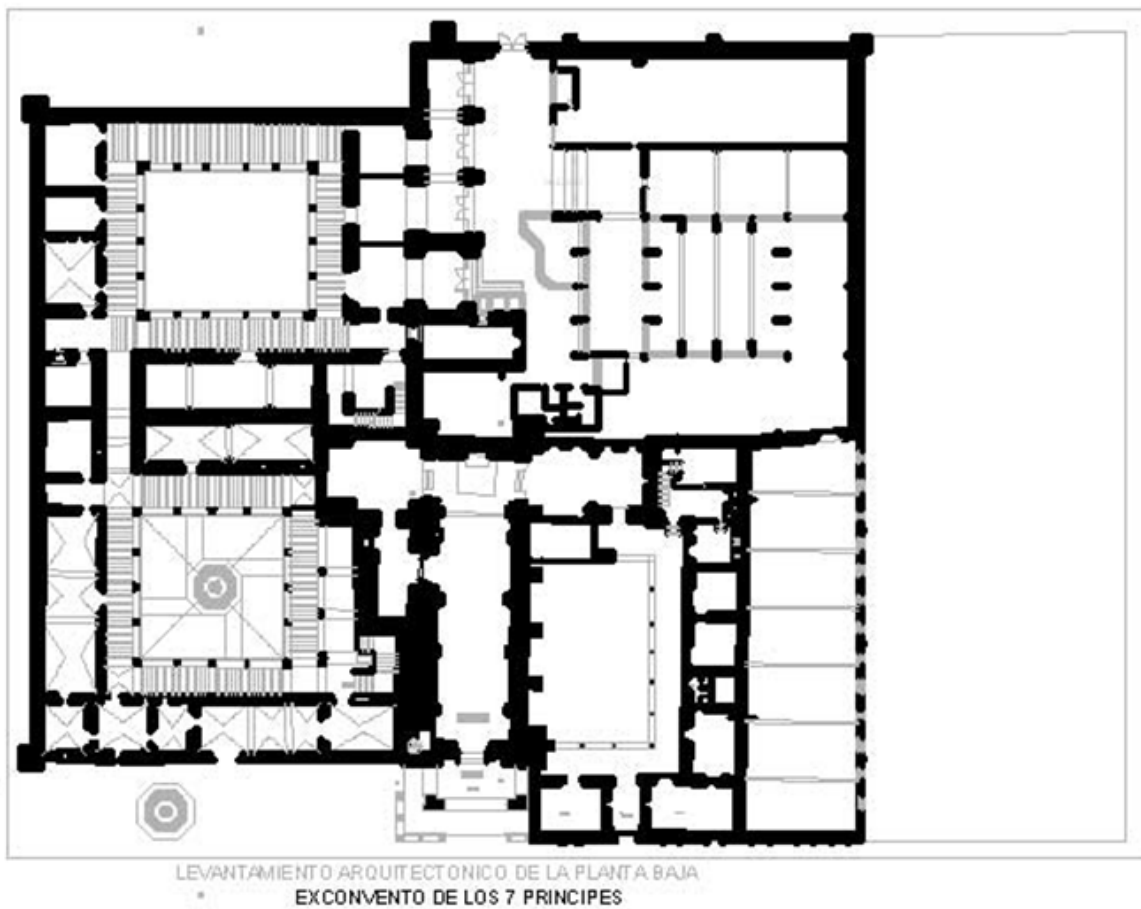 LEVANTAMIENTO ARQUITECTONICO DE LA PLANTA BAJA
EXCONVENTO DE LOS 7 PRINCIPES